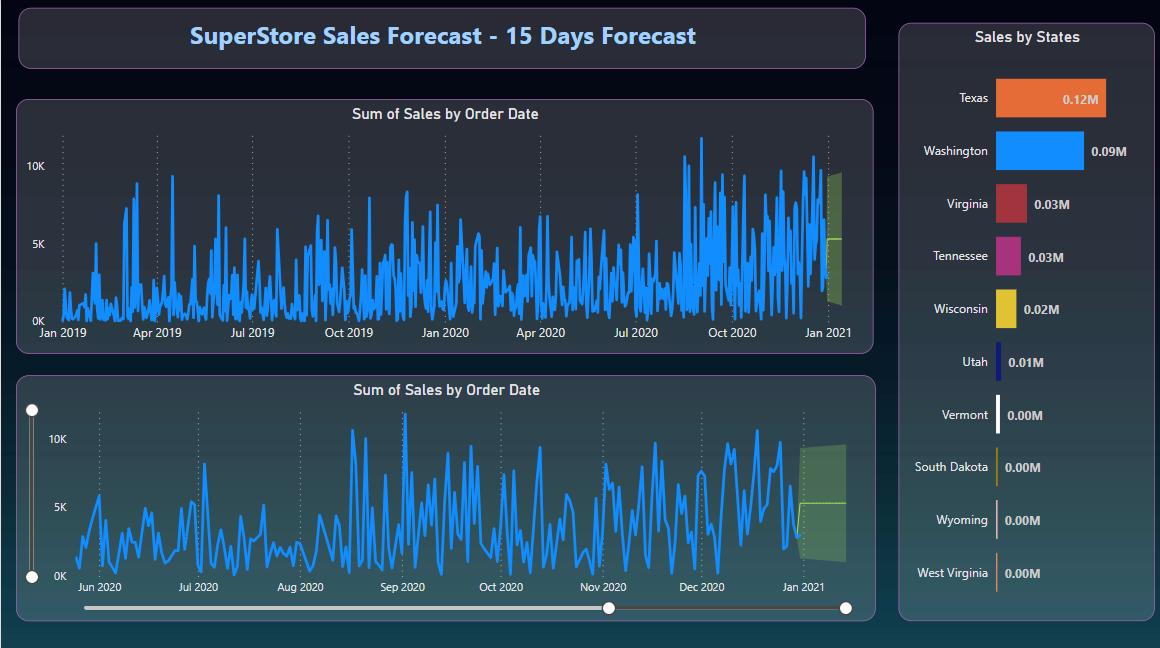 SuperStore Sales Forecast - 15 Days Forecast
Sum of Sales by Order Date
10K
5K
0K
Jan 2019 Apr 2019 Jul 2019 Oct 2019 Jan 2020 Apr 2020 Jul 2020 Oct 2020 Jan 2021
Sum of Sales by Order Date
10K
5K
0K
Jun 2020 Jul 2020 Aug 2020 Sep 2020 Oct 2020 Nov 2020 Dec 2020 Jan 2021
Sales by States
Texas 0.12M
Washington 0.09M
Virginia 0.03M
Tennessee 0.03M
Wisconsin 0.02M
Utah 0.01M
Vermont 0.00M
South Dakota 0.00M
Wyoming 0.00M
West Virginia 0.00M